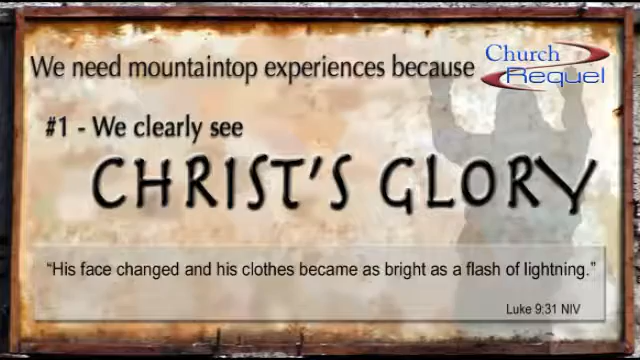 We need mountaintop experiences because
Church
Requel
#1 - We clearly see
CHRIST'S GLORY
“His face changed and his clothes became as bright as a flash of lightning.”
Luke 9:31 NIV